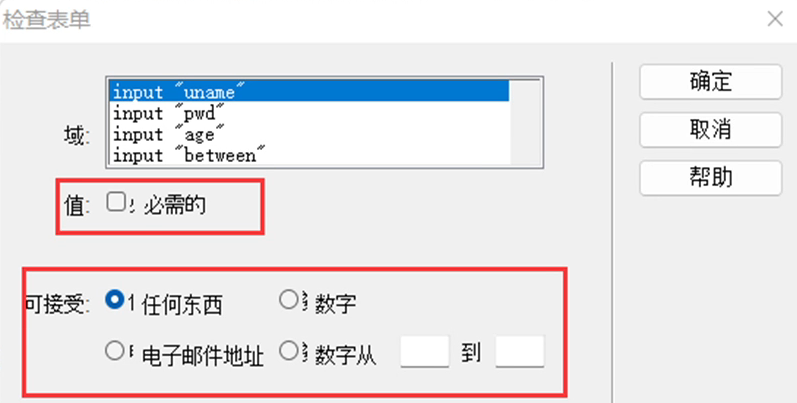 检查表单
input "uname"
input "pwd"
input "age"
input "between"
域:
值: 必需的
可接受: 任何东西 数字
电子邮件地址 数字从 到
确定
取消
帮助